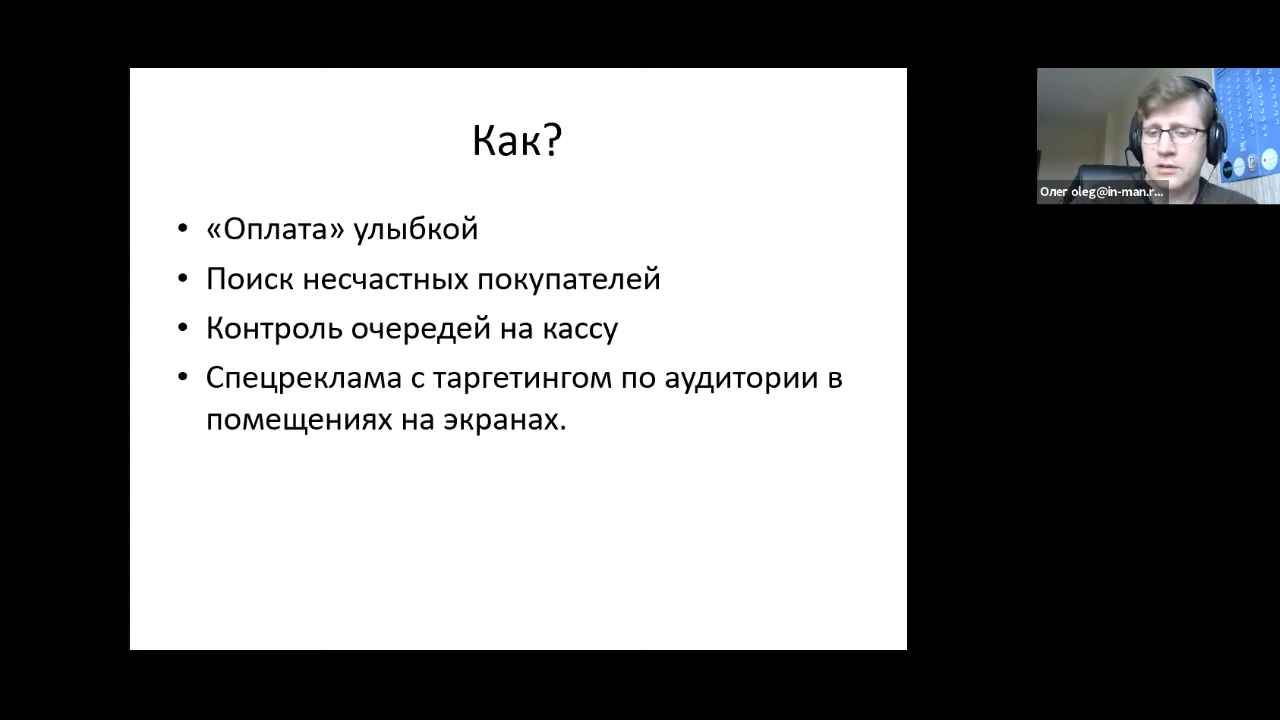 Как?
• «Оплата» улыбкой
• Поиск несчастных покупателей
• Контроль очередей на кассу
• Спецреклама с таргетингом по аудитории в
помещениях на экранах.
Олег oleg@in-man.r...